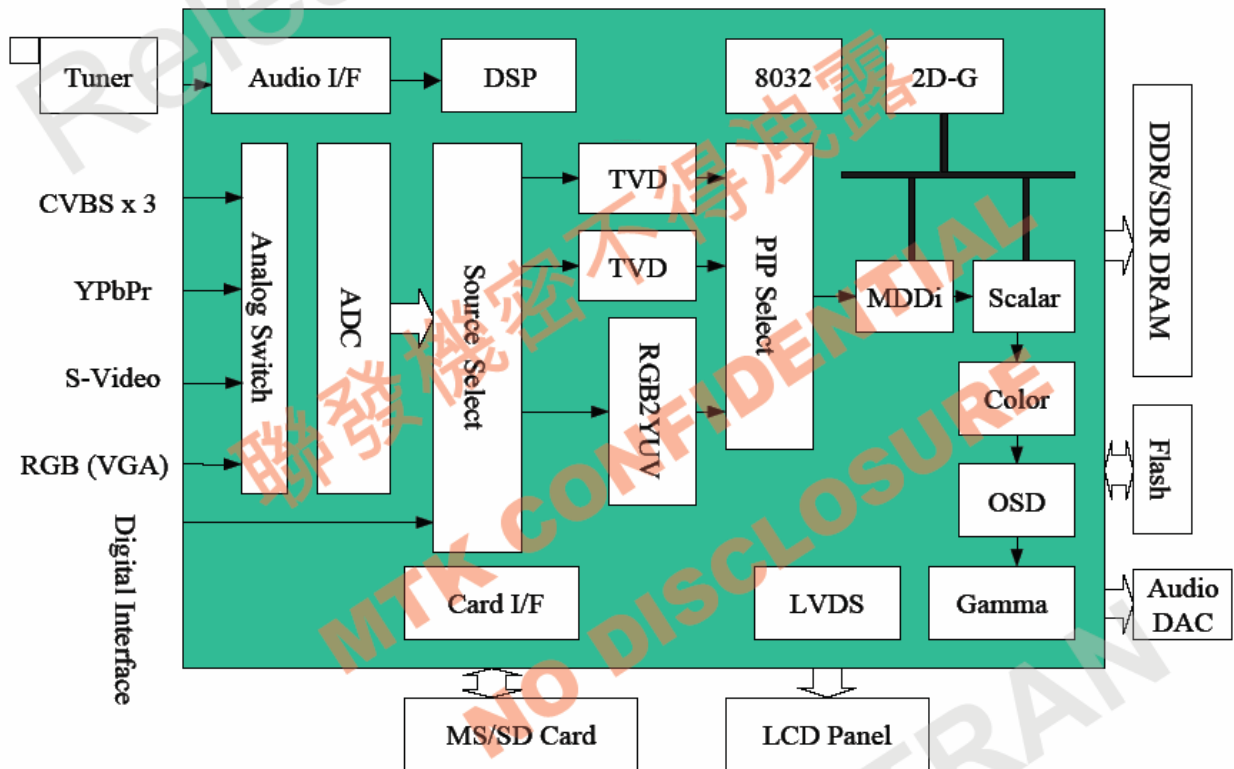 Tuner
Audio I/F
DSP
8032
2D-G
DDR/SDR DRAM
CVBS x 3
YPbPr
S-Video
RGB (VGA)
Digital Interface
Analog Switch
ADC
Source Select
TVD
TVD
RGB2YUV
PIP Select
MDDi
Scalar
Color
OSD
Gamma
Flash
Audio
DAC
Card I/F
LVDS
MS/SD Card
LCD Panel
聯發機密不得洩露
MTK CONFIDENTIAL
NO DISCLOSURE